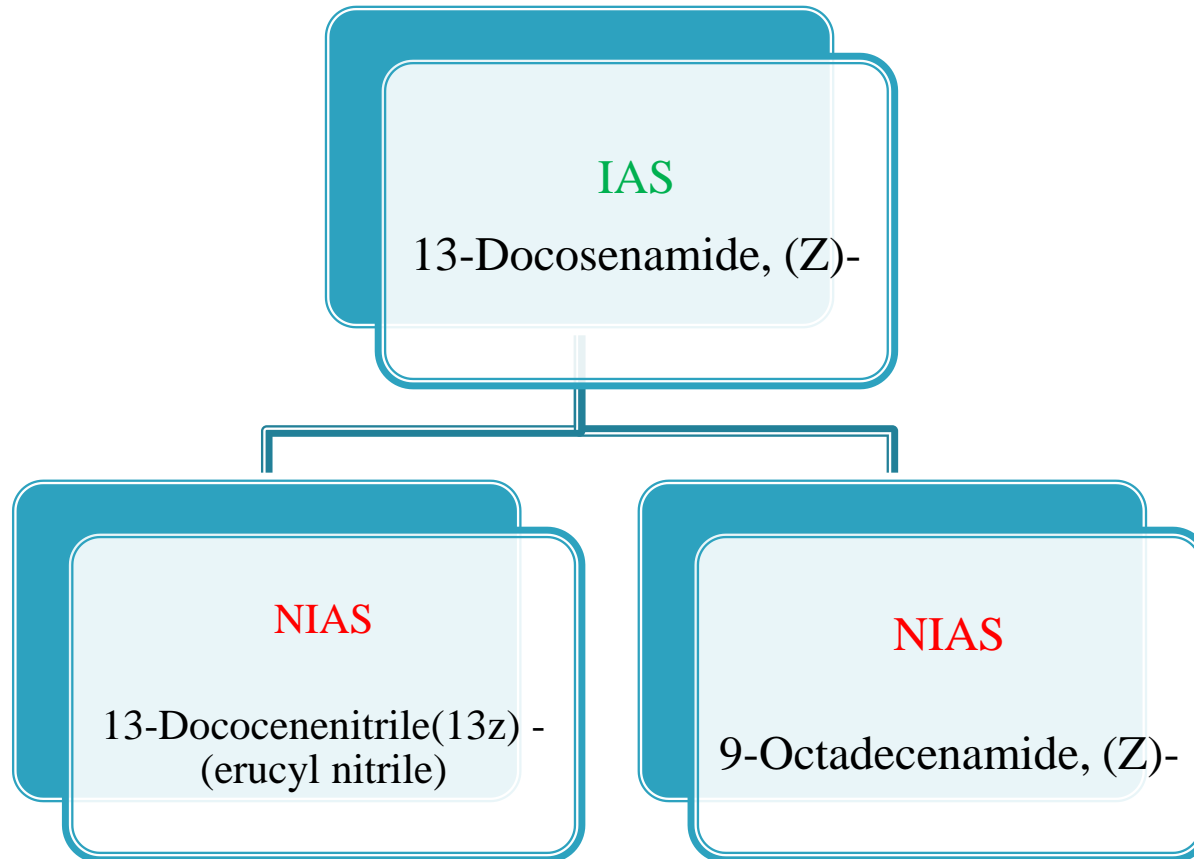 IAS
13-Docosenamide, (Z)-
NIAS
13-Dococenenitrile(13z) -
(erucyl nitrile)
NIAS
9-Octadecenamide, (Z)-